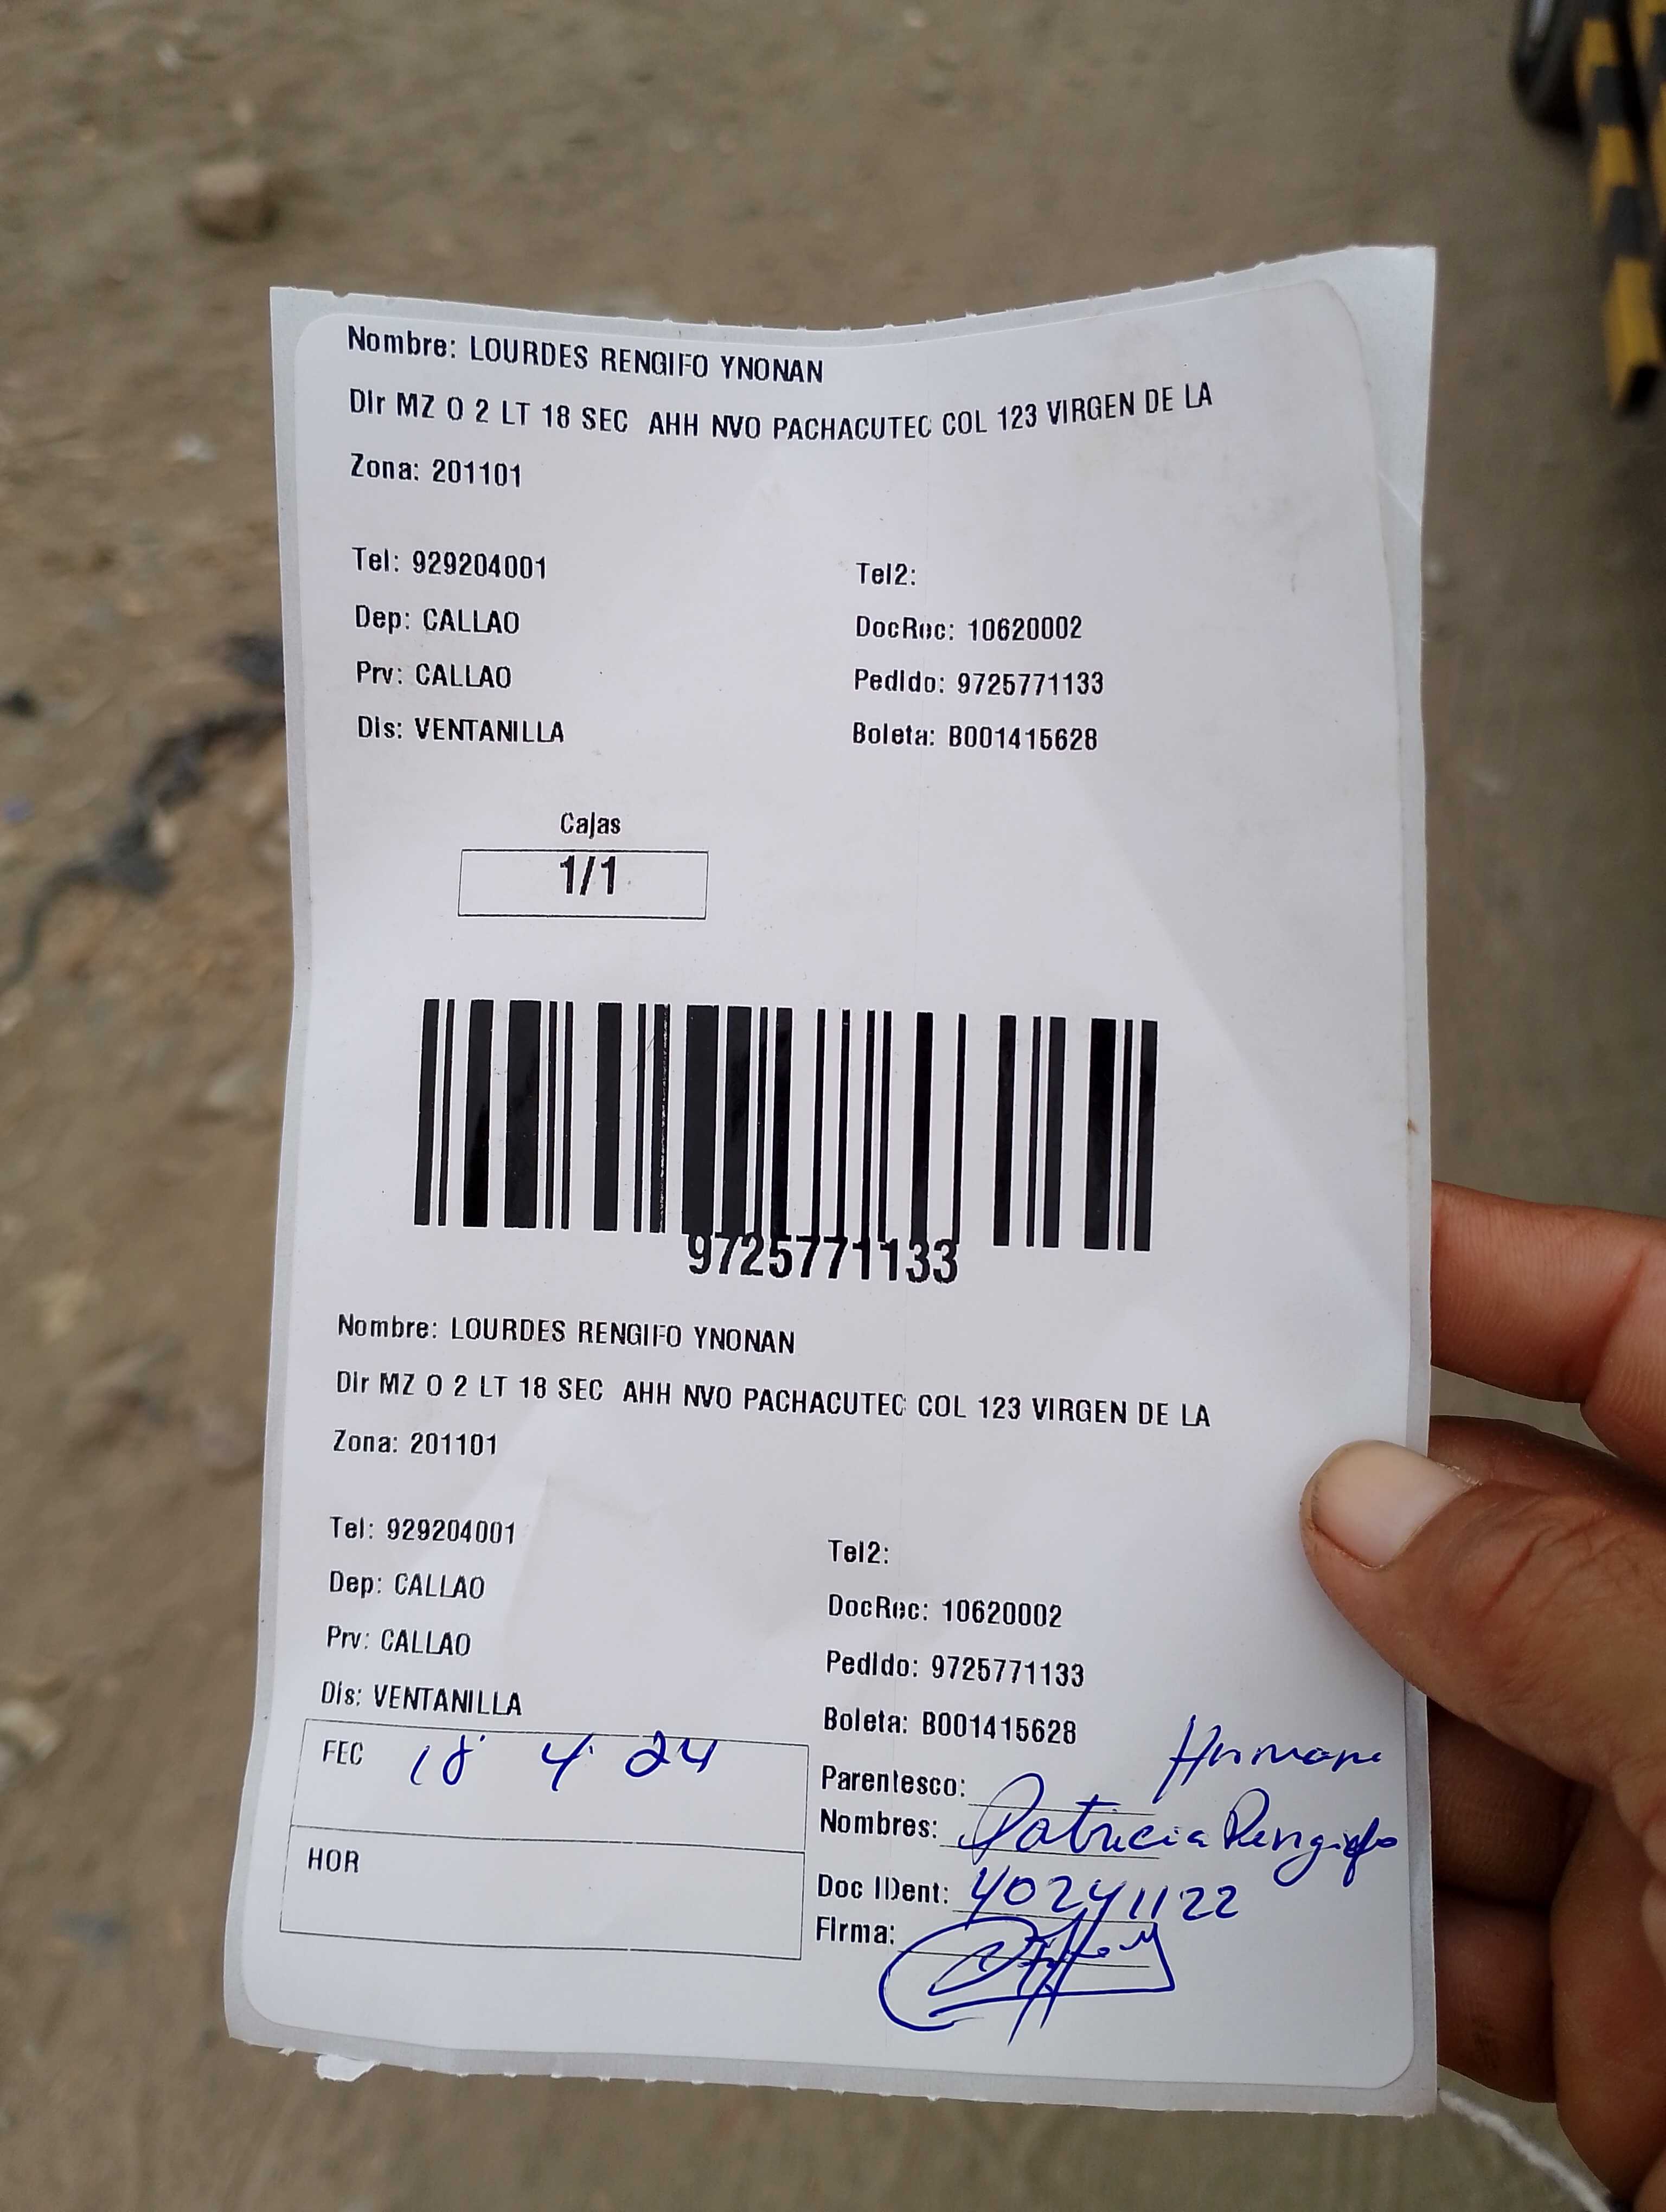 Nombre: LOURDES RENGIFO YNONAN
Dir MZ O 2 LT 18 SEC AHH NVO PACHACUTEC COL 123 VIRGEN DE LA
Zona: 201101
Tel: 929204001 Tel2:
Dep: CALLAO DocRec: 10620002
Prv: CALLAO Pedido: 9725771133
Dis: VENTANILLA Boleta: B001415628
Cajas
1/1
9725771133
Nombre: LOURDES RENGIFO YNONAN
Dir MZ O 2 LT 18 SEC AHH NVO PACHACUTEC COL 123 VIRGEN DE LA
Zona: 201101
Tel: 929204001 Tel2:
Dep: CALLAO DocRec: 10620002
Prv: CALLAO Pedido: 9725771133
Dis: VENTANILLA Boleta: B001415628
FEC 18 4 24
Parentesco: Hermana
Nombres: Patricia Rengifo
HOR
Doc IDent: 40241122
Firma: